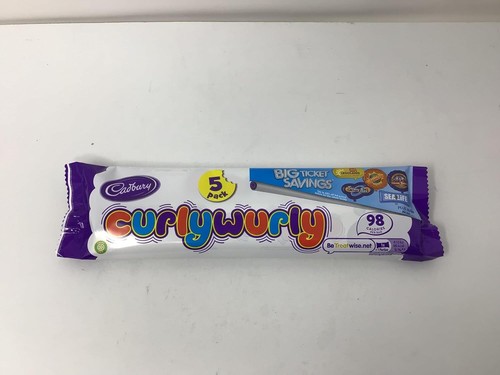 Cadbury
5
pack
BIG TICKET
SAVINGS
SEA LIFE
curlywurly
98
CALORIES
BeTreatwise.net